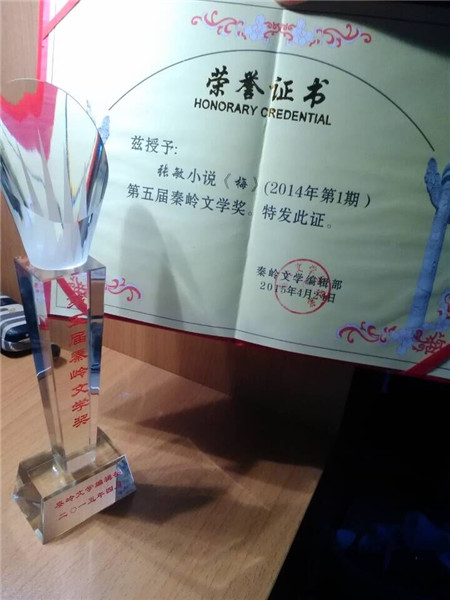 荣誉证书
HONORARY CREDENTIAL
兹授予:
张敏小说《梅》(2014年第1期)
第五届秦岭文学奖。特发此证。
秦岭文学编辑部
2015年4月
日
届秦岭文学奖
秦岭文学编辑
二〇一五年四